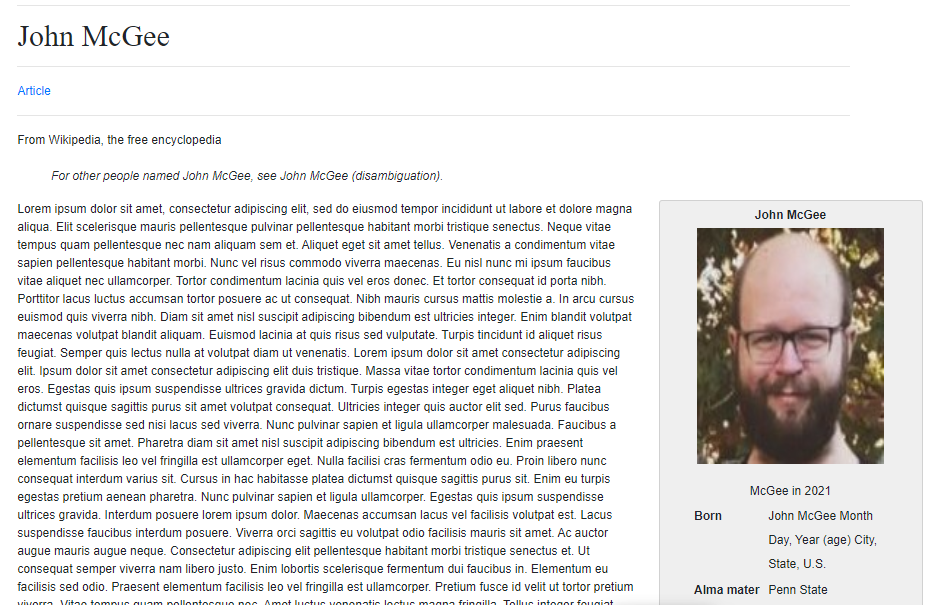 John McGee
Article
From Wikipedia, the free encyclopedia
For other people named John McGee, see John McGee (disambiguation).
Lorem ipsum dolor sit amet, consectetur adipiscing elit, sed do eiusmod tempor incididunt ut labore et dolore magna
aliqua. Elit scelerisque mauris pellentesque pulvinar pellentesque habitant morbi tristique senectus. Neque vitae
tempus quam pellentesque nec nam aliquam sem et. Aliquet eget sit amet tellus. Venenatis a condimentum vitae
sapien pellentesque habitant morbi. Nunc vel risus commodo viverra maecenas. Eu nisl nunc mi ipsum faucibus
vitae aliquet nec ullamcorper. Tortor condimentum lacinia quis vel eros donec. Et tortor consequat id porta nibh.
Porttitor lacus luctus accumsan tortor posuere ac ut consequat. Nibh mauris cursus mattis molestie a. In arcu cursus
euismod quis viverra nibh. Diam sit amet nisl suscipit adipiscing bibendum est ultricies integer. Enim blandit volutpat
maecenas volutpat blandit aliquam. Euismod lacinia at quis risus sed vulputate. Turpis tincidunt id aliquet risus
feugiat. Semper quis lectus nulla at volutpat diam ut venenatis. Lorem ipsum dolor sit amet consectetur adipiscing
elit. Ipsum dolor sit amet consectetur adipiscing elit duis tristique. Massa vitae tortor condimentum lacinia quis vel
eros. Egestas quis ipsum suspendisse ultrices gravida dictum. Turpis egestas integer eget aliquet nibh. Platea
dictumst quisque sagittis purus sit amet volutpat consequat. Ultricies integer quis auctor elit sed. Purus faucibus
ornare suspendisse sed nisi lacus sed viverra. Nunc pulvinar sapien et ligula ullamcorper malesuada. Faucibus a
pellentesque sit amet. Pharetra diam sit amet nisl suscipit adipiscing bibendum est ultricies. Enim praesent
elementum facilisis leo vel fringilla est ullamcorper eget. Nulla facilisi cras fermentum odio eu. Proin libero nunc
consequat interdum varius sit. Cursus in hac habitasse platea dictumst quisque sagittis purus sit. Enim eu turpis
egestas pretium aenean pharetra. Nunc pulvinar sapien et ligula ullamcorper. Egestas quis ipsum suspendisse
ultrices gravida. Interdum posuere lorem ipsum dolor. Maecenas accumsan lacus vel facilisis volutpat est. Lacus
suspendisse faucibus interdum posuere. Viverra orci sagittis eu volutpat odio facilisis mauris sit amet. Ac auctor
augue mauris augue neque. Consectetur adipiscing elit pellentesque habitant morbi tristique senectus et. Ut
consequat semper viverra nam libero justo. Enim lobortis scelerisque fermentum dui faucibus in. Elementum eu
facilisis sed odio. Praesent elementum facilisis leo vel fringilla est ullamcorper. Pretium fusce id velit ut tortor pretium
viverra. Vitae tempus quam pellentesque nec. Amet luctus venenatis lectus magna fringilla. Tellus integer feugiat
John McGee
McGee in 2021
Born John McGee Month
Day, Year (age) City,
State, U.S.
Alma mater Penn State